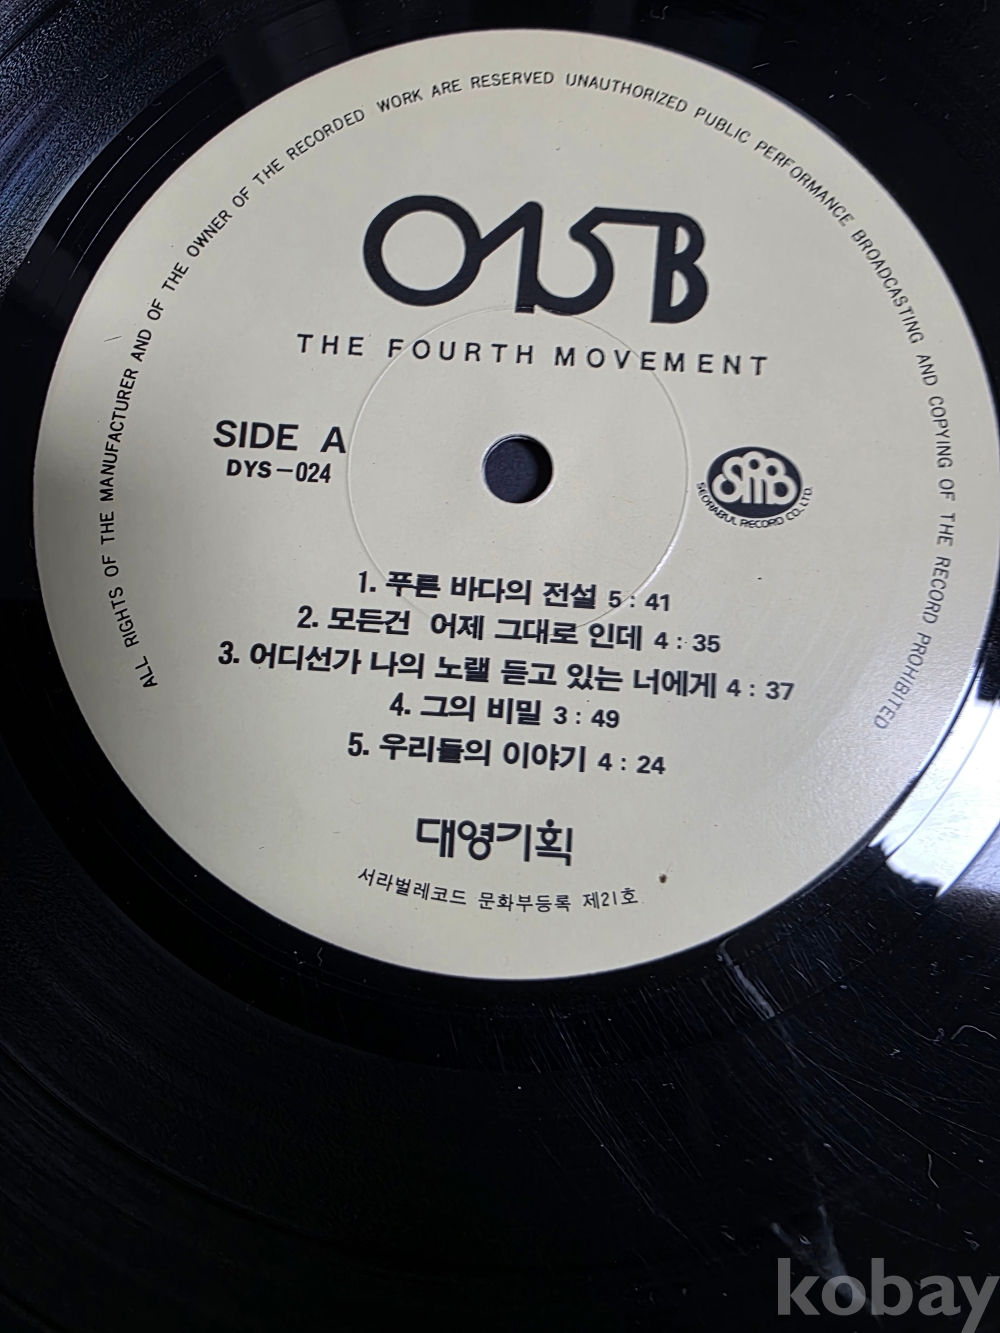 ALL RIGHTS OF THE MANUFACTURER AND OF THE OWNER OF THE RECORDED WORK ARE RESERVED UNAUTHORIZED PUBLIC PERFORMANCE BROADCASTING AND COPYING OF THE RECORD PROHIBITED
015B
THE FOURTH MOVEMENT
SIDE A
DYS-024
SRB
SEORABUL RECORD CO., LTD.
1. 푸른 바다의 전설 5 : 41
2. 모든건 어제 그대로 인데 4 : 35
3. 어디선가 나의 노랠 듣고 있는 너에게 4 : 37
4. 그의 비밀 3 : 49
5. 우리들의 이야기 4 : 24
대영기획
서라벌레코드 문화부등록 제21호
kobay